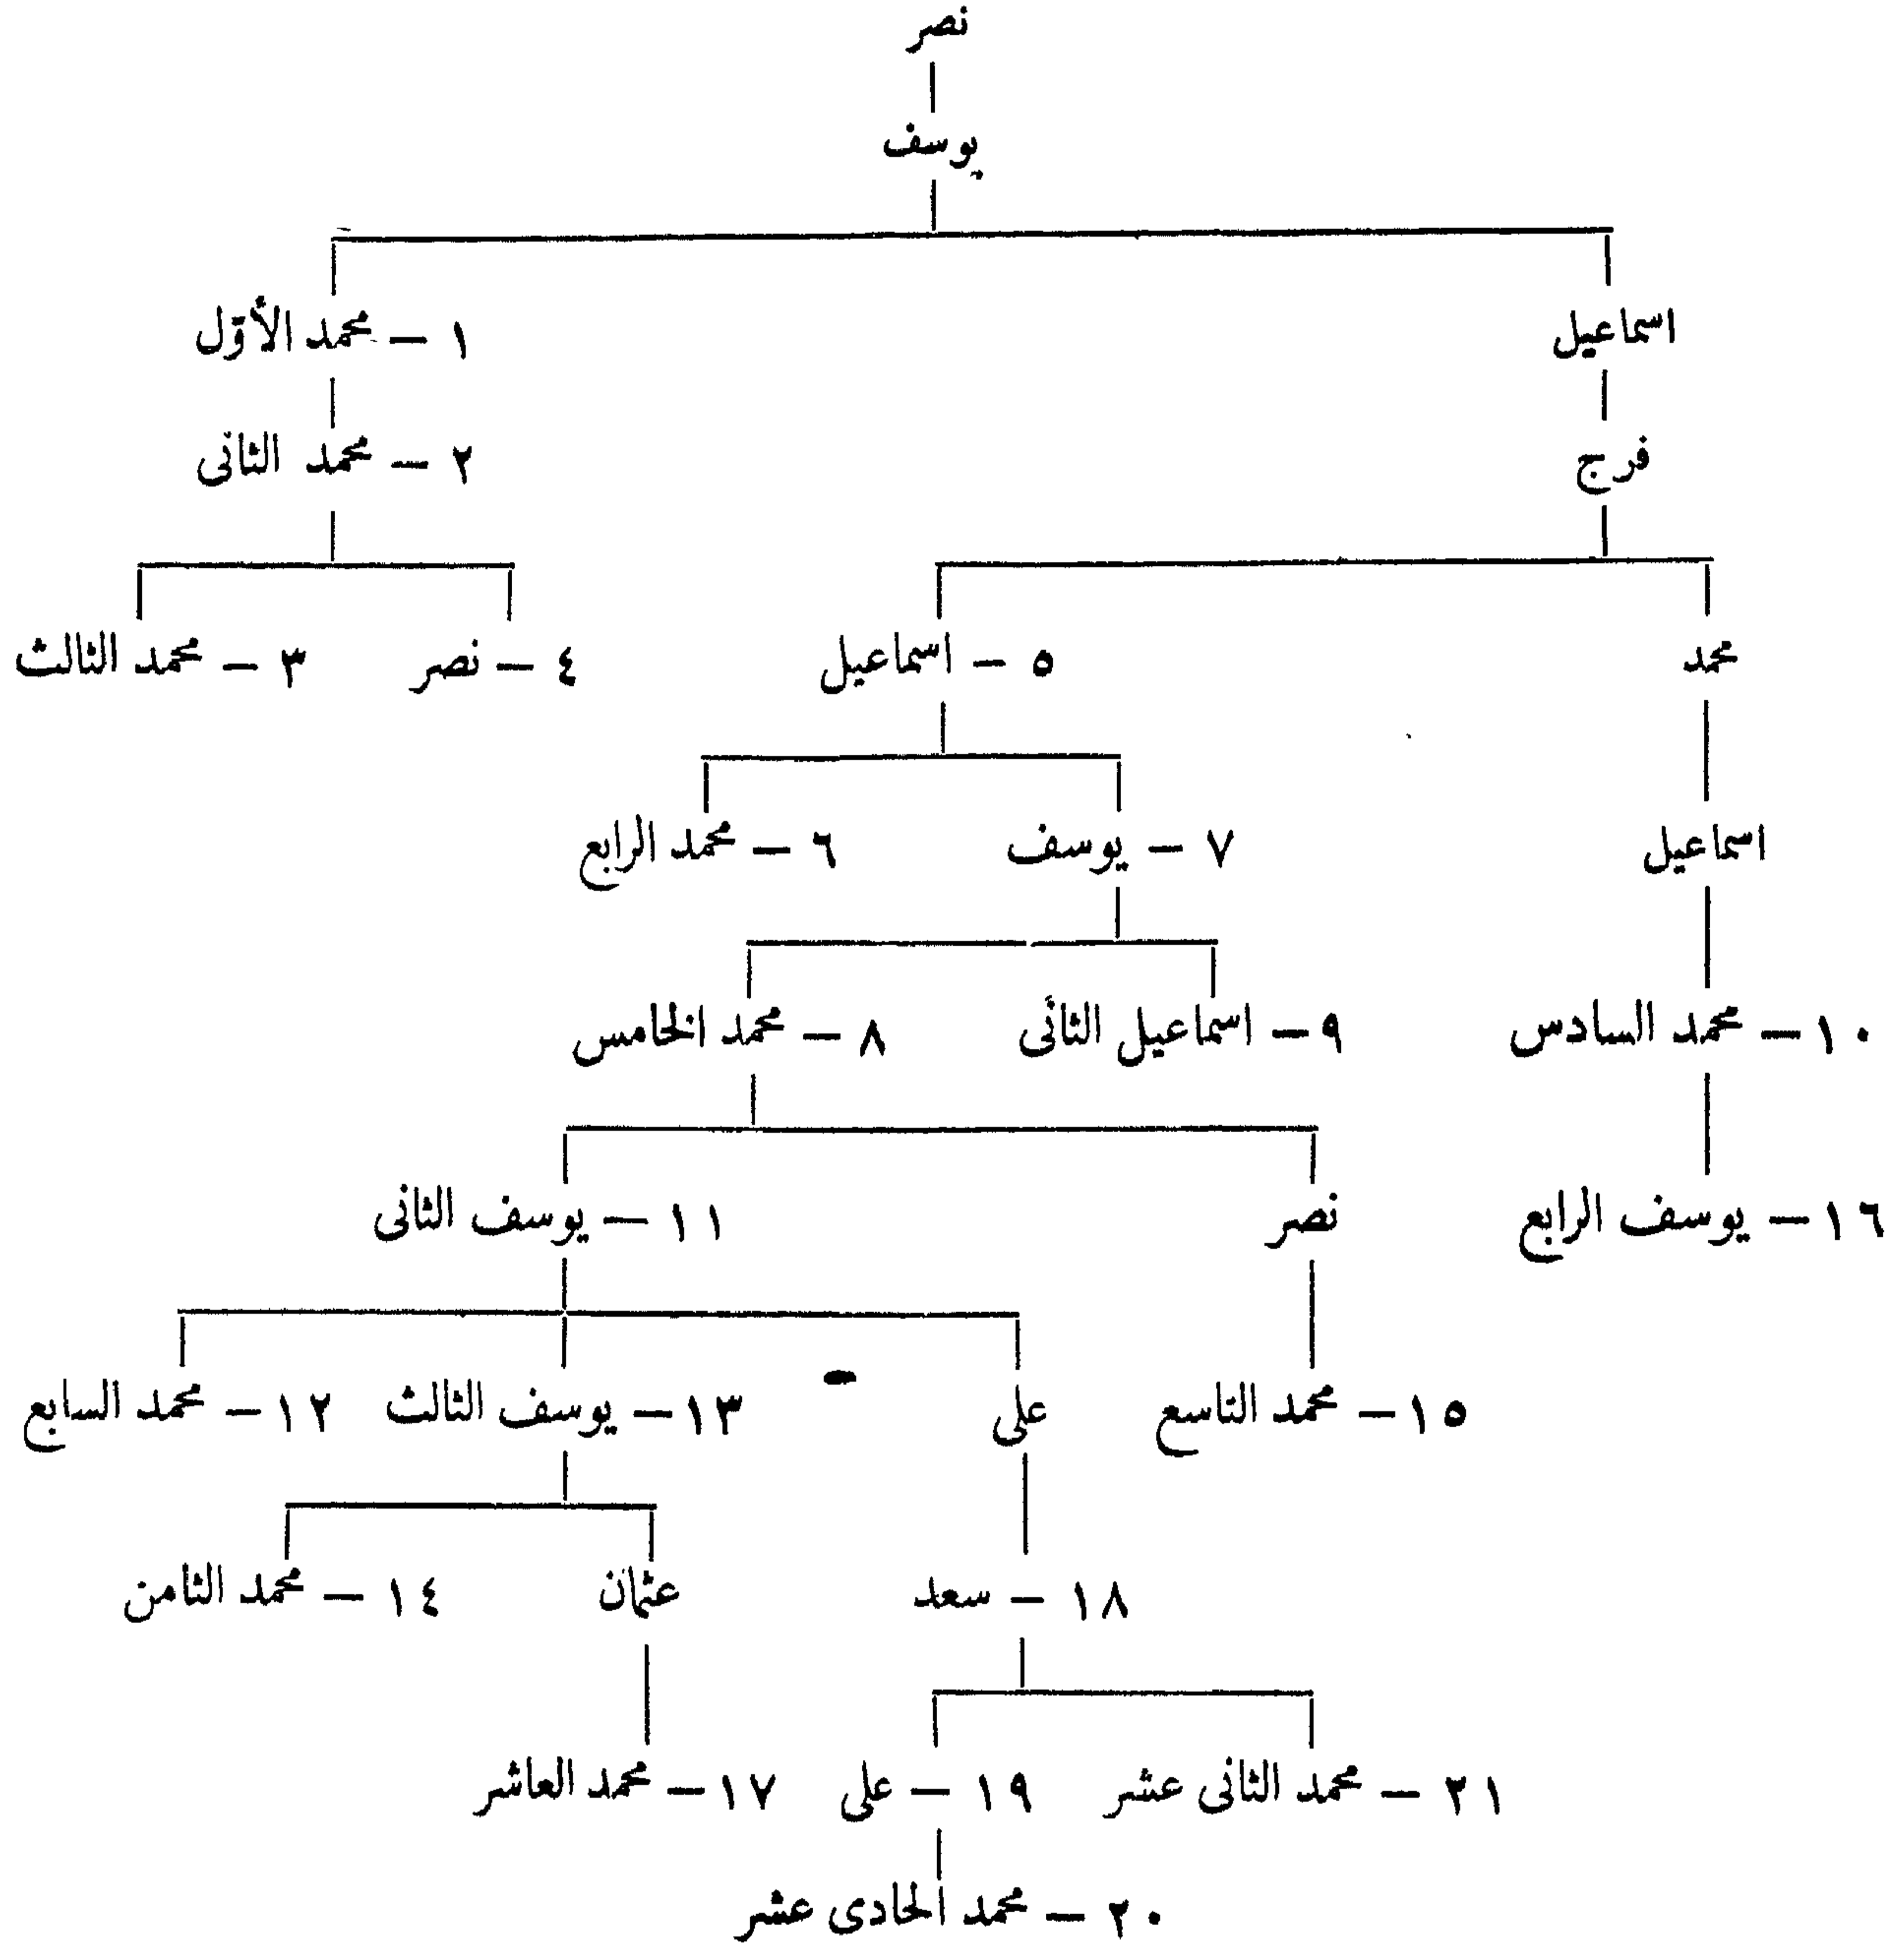 نصر
يوسف
اسماعيل ١ – محمد الأوّل
فرج ٢ – محمد الثانى
محمد ٥ – اسماعيل ٤ – نصر ٣ – محمد الثالث
اسماعيل ٧ – يوسف ٦ – محمد الرابع
١٠ – محمد السادس ٩ – اسماعيل الثانى ٨ – محمد الخامس
١٦ – يوسف الرابع نصر ١١ – يوسف الثانى
١٥ – محمد التاسع على ١٣ – يوسف الثالث ١٢ – محمد السابع
١٨ – سعد عثمان ١٤ – محمد الثامن
٢١ – محمد الثانى عشر ١٩ – على ١٧ – محمد العاشر
٢٠ – محمد الحادى عشر